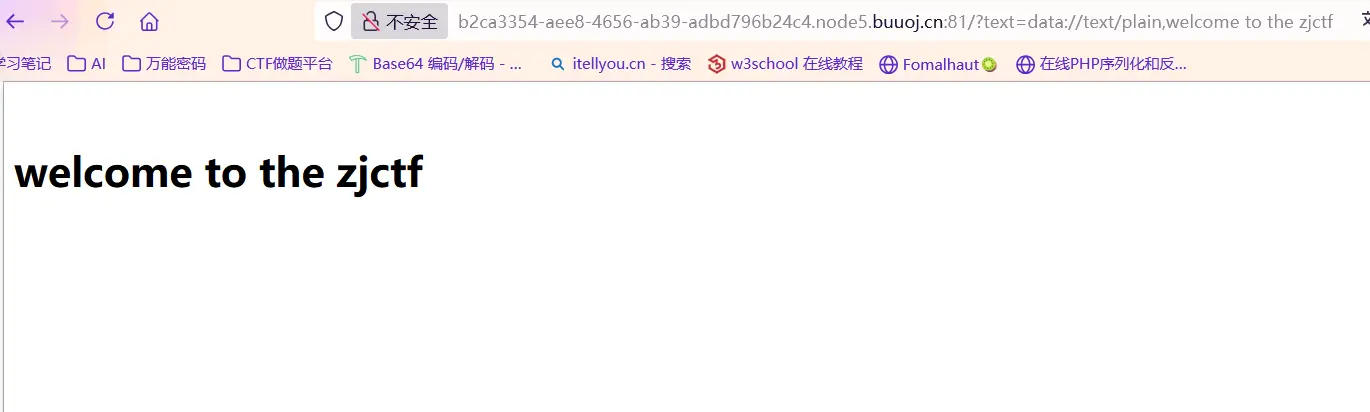 不安全 b2ca3354-aee8-4656-ab39-adbd796b24c4.node5.buuoj.cn:81/?text=data://text/plain,welcome to the zjctf
学习笔记 AI 万能密码 CTF做题平台 Base64 编码/解码 - ... itellyou.cn - 搜索 w3school 在线教程 Fomalhaut🥝 在线PHP序列化和反...
welcome to the zjctf